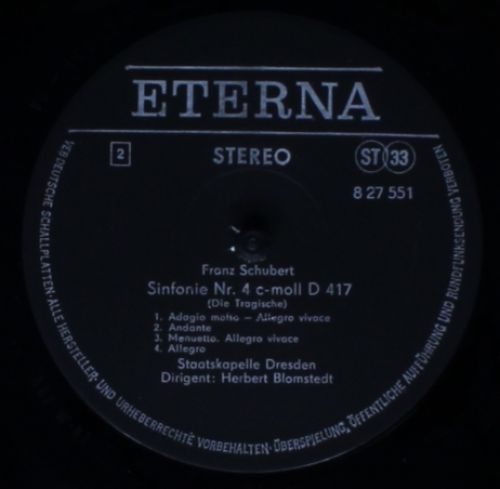 ETERNA
2 STEREO ST 33
8 27 551
Franz Schubert
Sinfonie Nr. 4 c-moll D 417
(Die Tragische)
1. Adagio molto – Allegro vivace
2. Andante
3. Menuetto. Allegro vivace
4. Allegro
Staatskapelle Dresden
Dirigent: Herbert Blomstedt
VEB DEUTSCHE SCHALLPLATTEN · ALLE HERSTELLER- UND URHEBERRECHTE VORBEHALTEN · ÜBERSPIELUNG, ÖFFENTLICHE AUFFÜHRUNG UND RUNDFUNKSENDUNG VERBOTEN